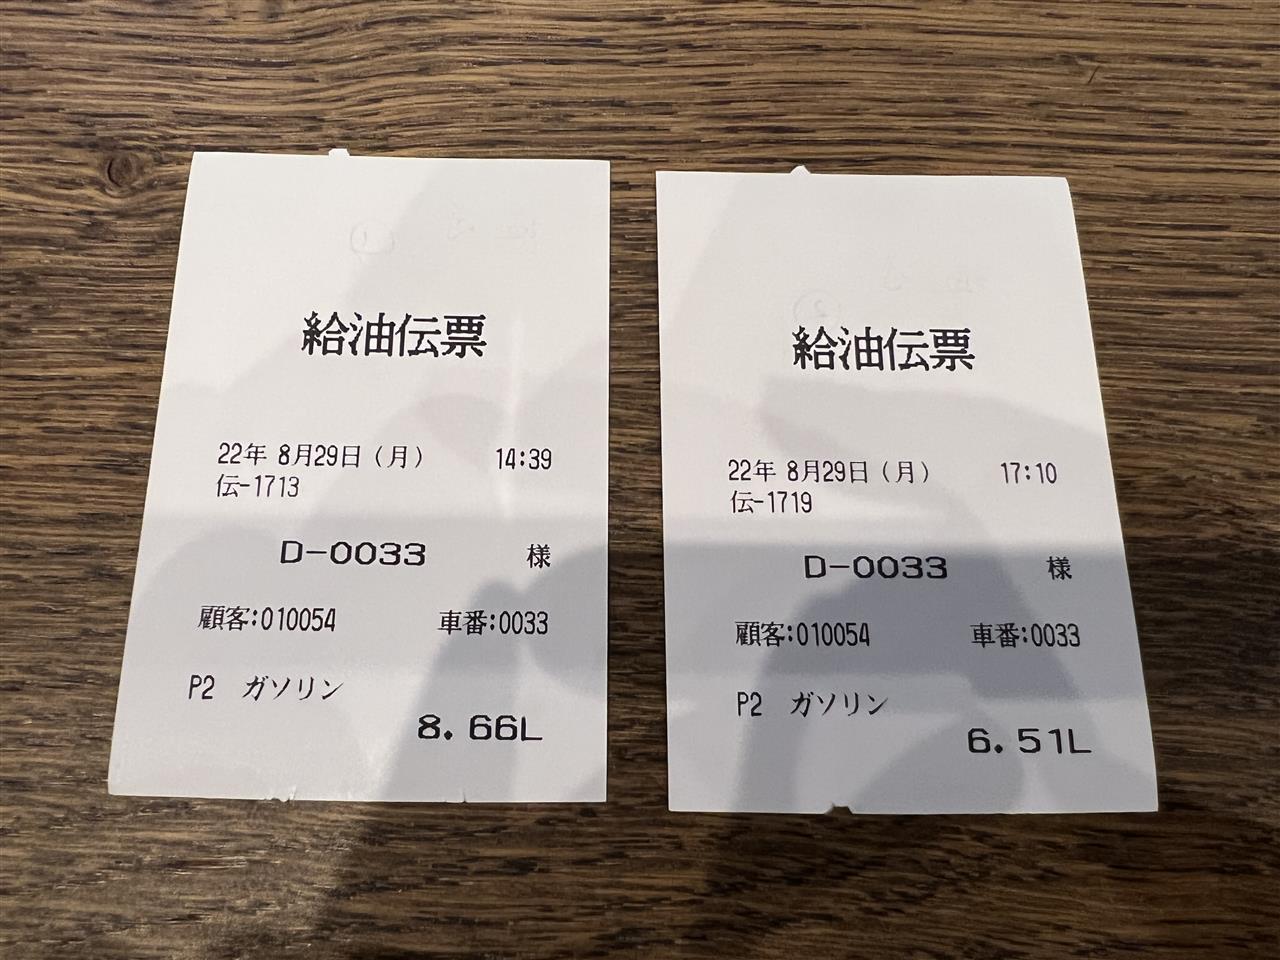 給油伝票
22年 8月29日（月） 14:39
伝-1713
D-0033 様
顧客:010054 車番:0033
P2 ガソリン
8.66L
給油伝票
22年 8月29日（月） 17:10
伝-1719
D-0033 様
顧客:010054 車番:0033
P2 ガソリン
6.51L